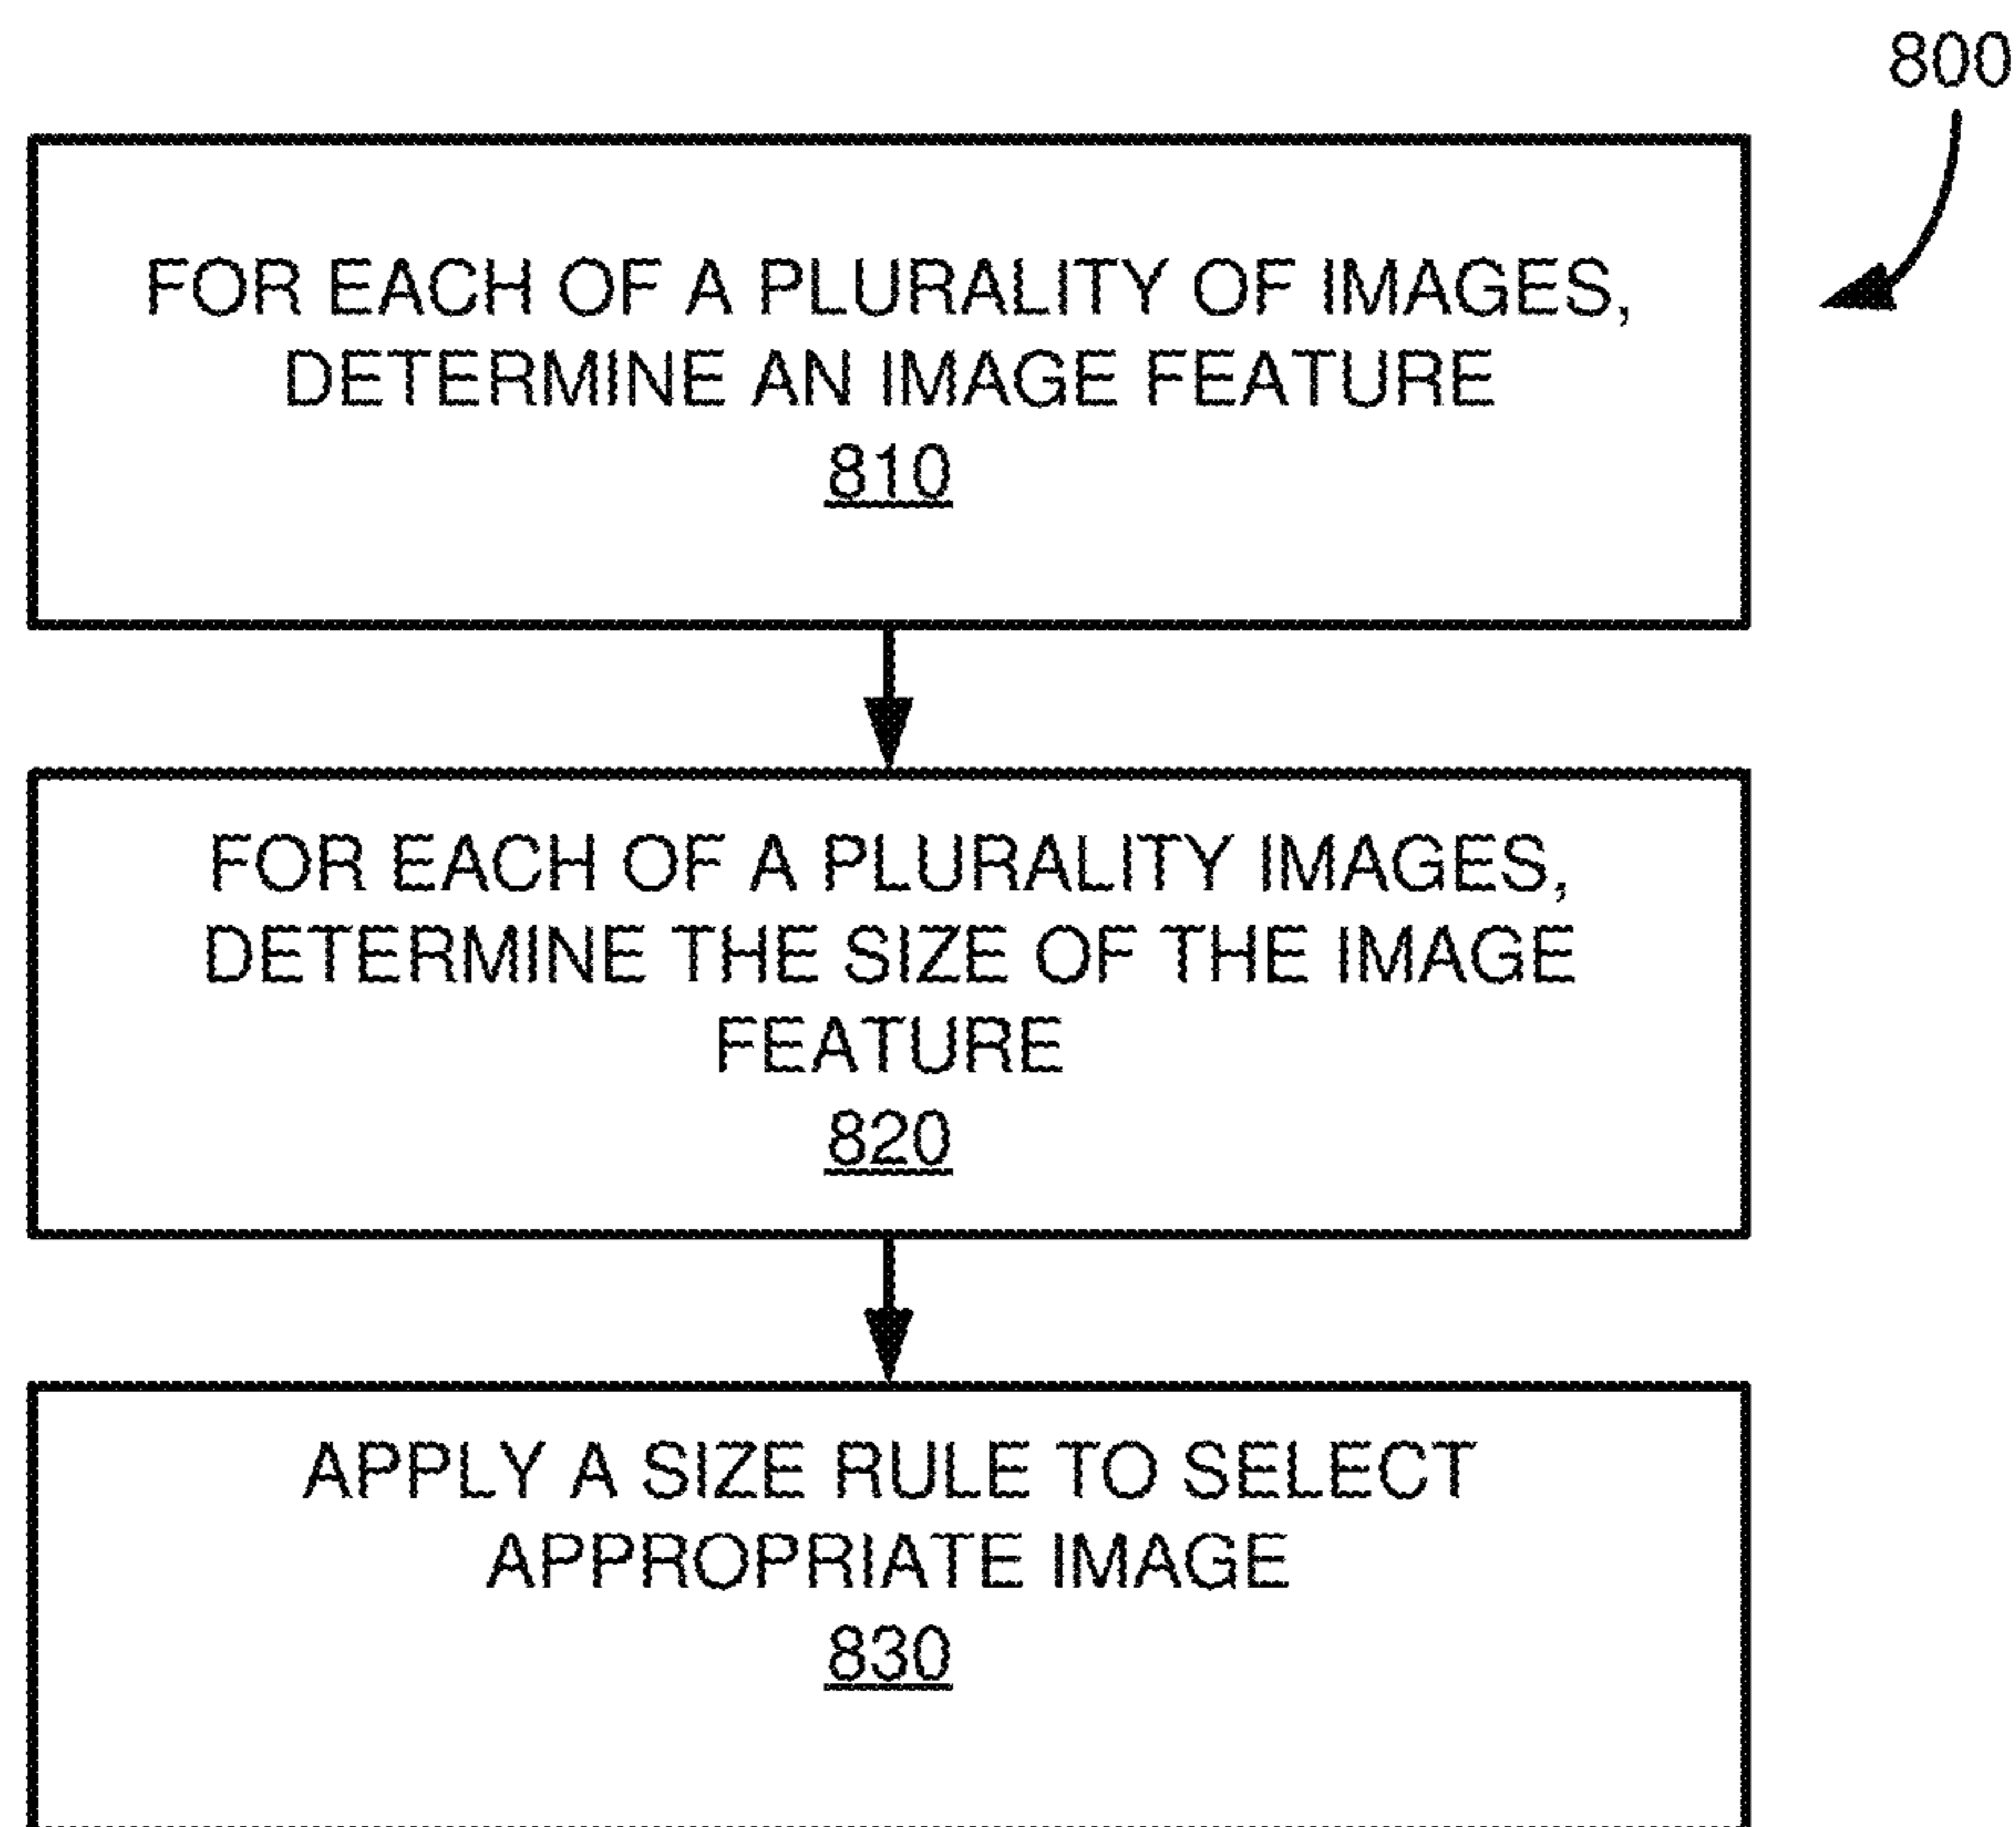 800
FOR EACH OF A PLURALITY OF IMAGES,
DETERMINE AN IMAGE FEATURE
810
FOR EACH OF A PLURALITY IMAGES,
DETERMINE THE SIZE OF THE IMAGE
FEATURE
820
APPLY A SIZE RULE TO SELECT
APPROPRIATE IMAGE
830